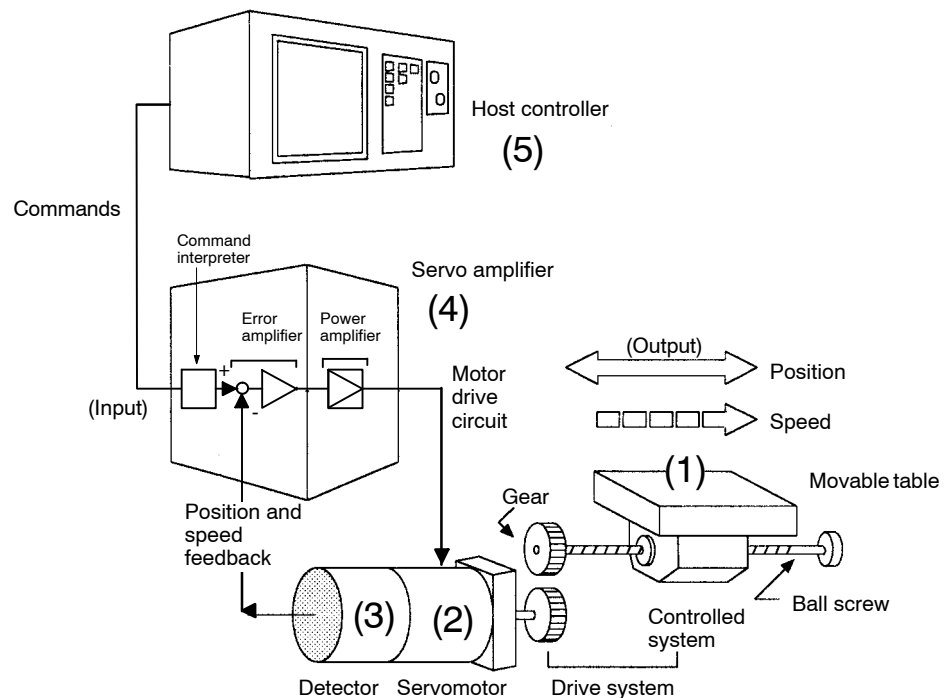 Host controller
(5)
Commands
Command
interpreter
Servo amplifier
(4)
Error
amplifier
Power
amplifier
+
-
(Input)
Motor
drive
circuit
(Output)
Position
Speed
(1)
Movable table
Gear
Position and
speed
feedback
(3)
(2)
Ball screw
Controlled
system
Detector
Servomotor
Drive system